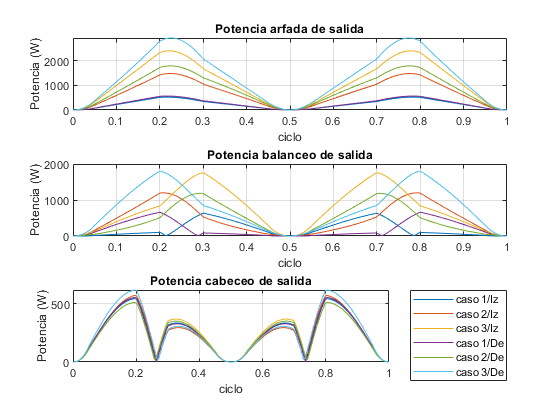 Potencia arfada de salida
Potencia (W)
2000
0
0 0.1 0.2 0.3 0.4 0.5 0.6 0.7 0.8 0.9 1
ciclo
Potencia balanceo de salida
Potencia (W)
2000
1000
0
0 0.1 0.2 0.3 0.4 0.5 0.6 0.7 0.8 0.9 1
ciclo
Potencia cabeceo de salida
Potencia (W)
500
0
0 0.2 0.4 0.6 0.8 1
ciclo
caso 1/Iz
caso 2/Iz
caso 3/Iz
caso 1/De
caso 2/De
caso 3/De